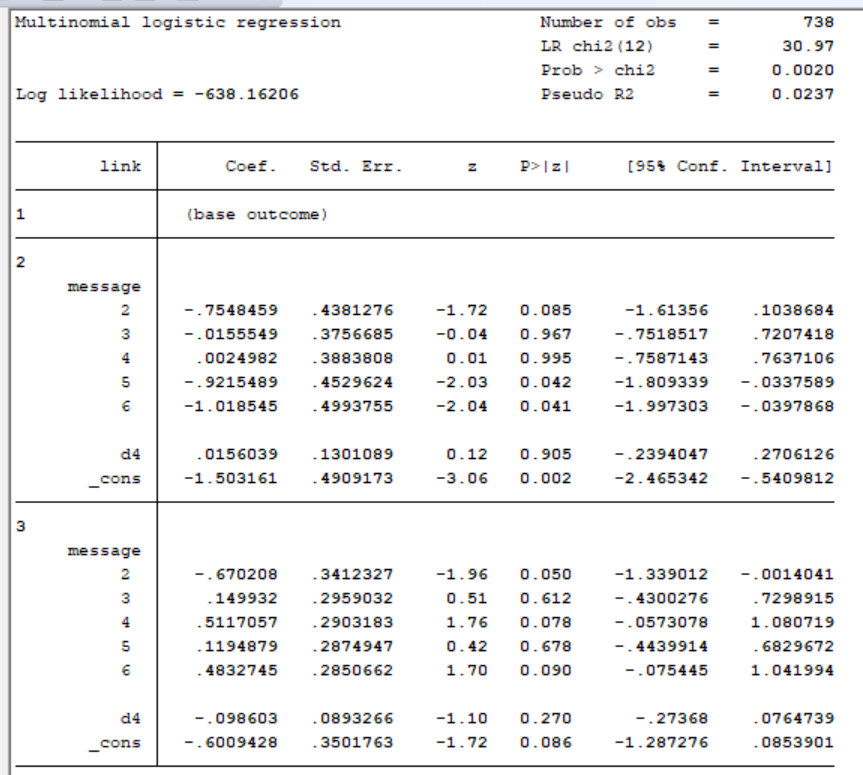 Multinomial logistic regression Number of obs = 738
LR chi2(12) = 30.97
Prob > chi2 = 0.0020
Log likelihood = -638.16206 Pseudo R2 = 0.0237
link Coef. Std. Err. z P>|z| [95% Conf. Interval]
1 (base outcome)
2
message
2 -.7548459 .4381276 -1.72 0.085 -1.61356 .1038684
3 -.0155549 .3756685 -0.04 0.967 -.7518517 .7207418
4 .0024982 .3883808 0.01 0.995 -.7587143 .7637106
5 -.9215489 .4529624 -2.03 0.042 -1.809339 -.0337589
6 -1.018545 .4993755 -2.04 0.041 -1.997303 -.0397868
d4 .0156039 .1301089 0.12 0.905 -.2394047 .2706126
_cons -1.503161 .4909173 -3.06 0.002 -2.465342 -.5409812
3
message
2 -.670208 .3412327 -1.96 0.050 -1.339012 -.0014041
3 .149932 .2959032 0.51 0.612 -.4300276 .7298915
4 .5117057 .2903183 1.76 0.078 -.0573078 1.080719
5 .1194879 .2874947 0.42 0.678 -.4439914 .6829672
6 .4832745 .2850662 1.70 0.090 -.075445 1.041994
d4 -.098603 .0893266 -1.10 0.270 -.27368 .0764739
_cons -.6009428 .3501763 -1.72 0.086 -1.287276 .0853901